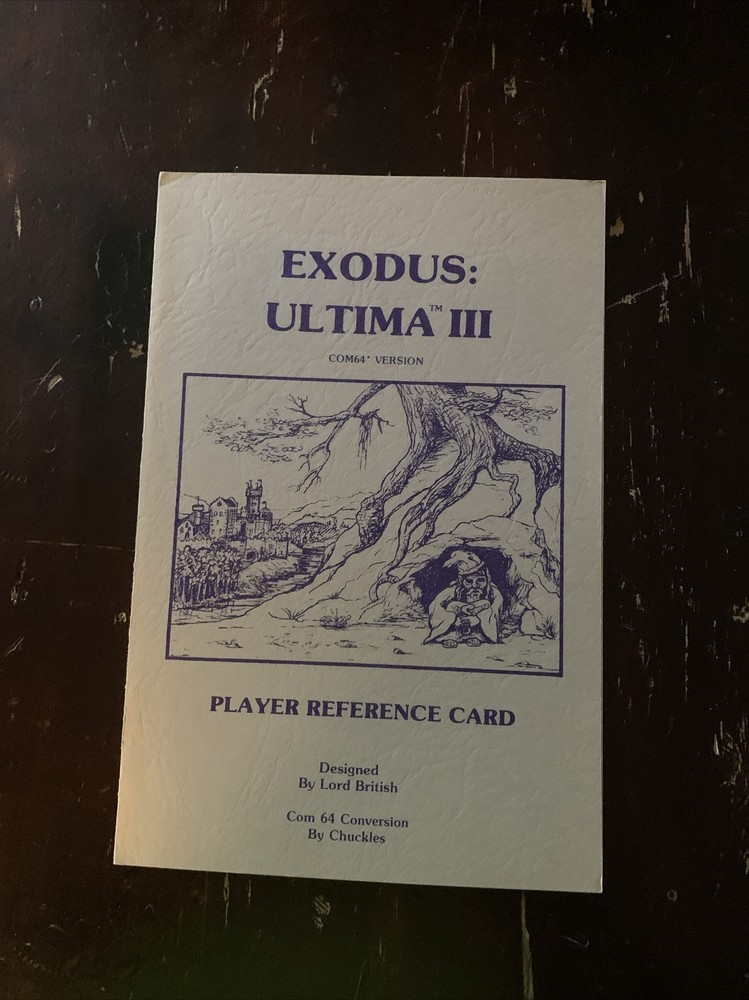 EXODUS:
ULTIMA™ III
COM64* VERSION
PLAYER REFERENCE CARD
Designed
By Lord British
Com 64 Conversion
By Chuckles